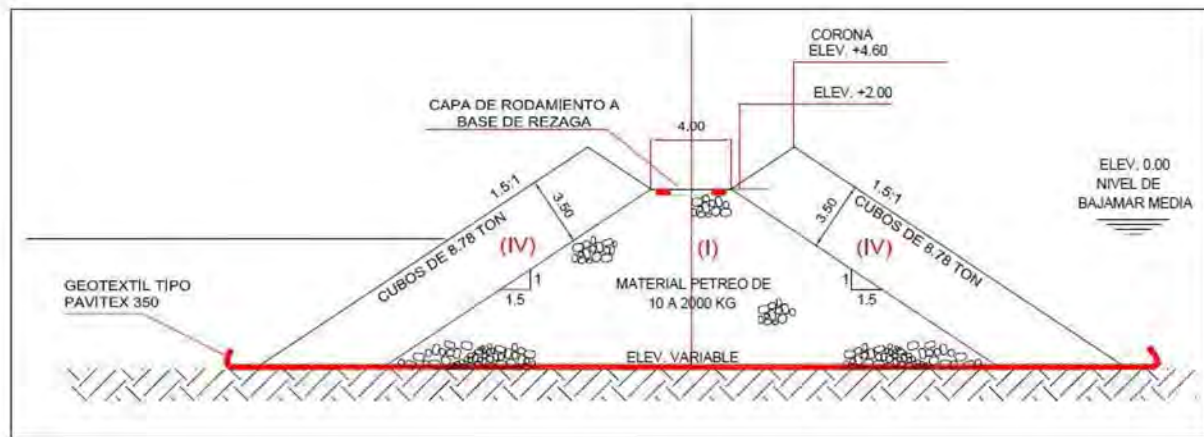 CORONA
ELEV. +4.60
ELEV. +2.00
CAPA DE RODAMIENTO A
BASE DE REZAGA
4.00
ELEV. 0.00
NIVEL DE
BAJAMAR MEDIA
1.5:1
3.50
CUBOS DE 8.78 TON
(IV)
(I)
1.5:1
3.50
CUBOS DE 8.78 TON
(IV)
GEOTEXTIL TIPO
PAVITEX 350
1
1.5
MATERIAL PETREO DE
10 A 2000 KG
1
1.5
ELEV. VARIABLE